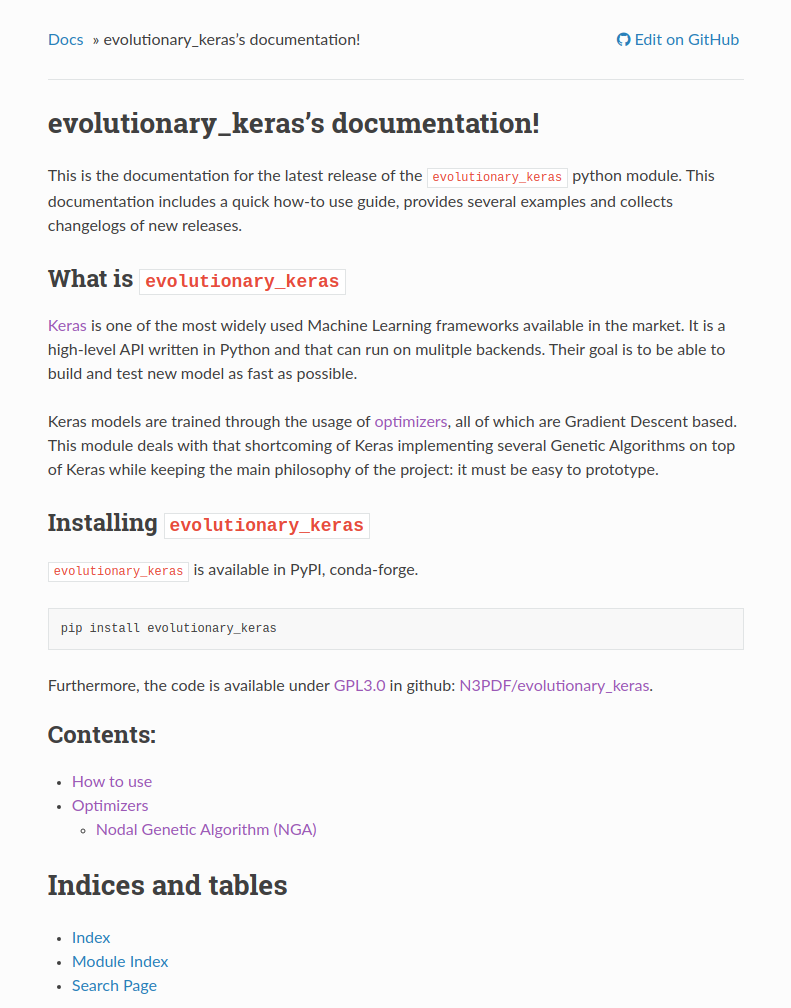 Docs » evolutionary_keras’s documentation! Edit on GitHub
evolutionary_keras’s documentation!
This is the documentation for the latest release of the evolutionary_keras python module. This
documentation includes a quick how-to use guide, provides several examples and collects
changelogs of new releases.
What is evolutionary_keras
Keras is one of the most widely used Machine Learning frameworks available in the market. It is a
high-level API written in Python and that can run on mulitple backends. Their goal is to be able to
build and test new model as fast as possible.
Keras models are trained through the usage of optimizers, all of which are Gradient Descent based.
This module deals with that shortcoming of Keras implementing several Genetic Algorithms on top
of Keras while keeping the main philosophy of the project: it must be easy to prototype.
Installing evolutionary_keras
evolutionary_keras is available in PyPI, conda-forge.
pip install evolutionary_keras
Furthermore, the code is available under GPL3.0 in github: N3PDF/evolutionary_keras.
Contents:
• How to use
• Optimizers
◦ Nodal Genetic Algorithm (NGA)
Indices and tables
• Index
• Module Index
• Search Page